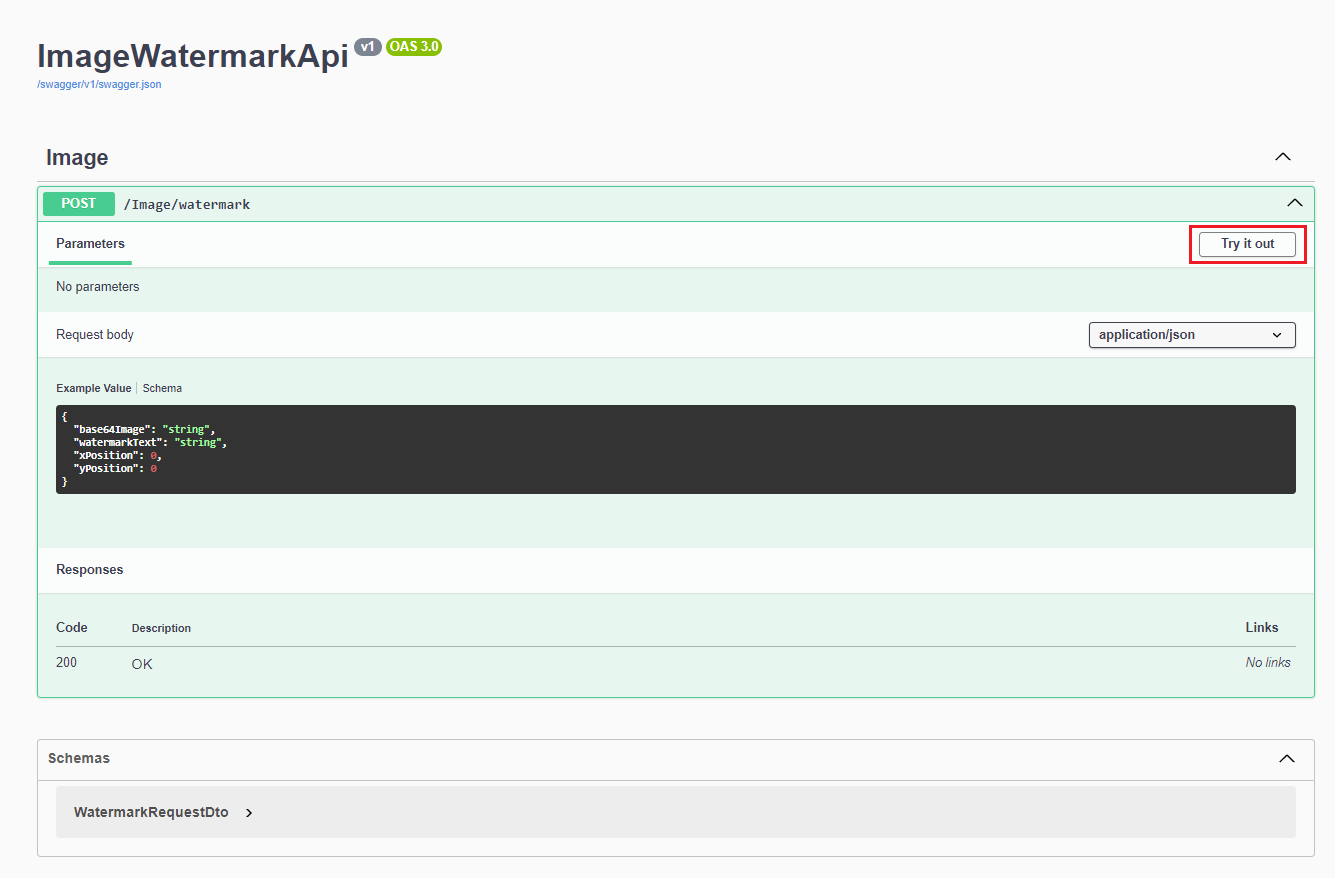 ImageWatermarkApi v1 OAS 3.0
/swagger/v1/swagger.json
Image
POST /Image/watermark
Parameters
Try it out
No parameters
Request body
application/json
Example Value Schema
{
  "base64Image": "string",
  "watermarkText": "string",
  "xPosition": 0,
  "yPosition": 0
}
Responses
Code Description Links
200 OK No links
Schemas
WatermarkRequestDto